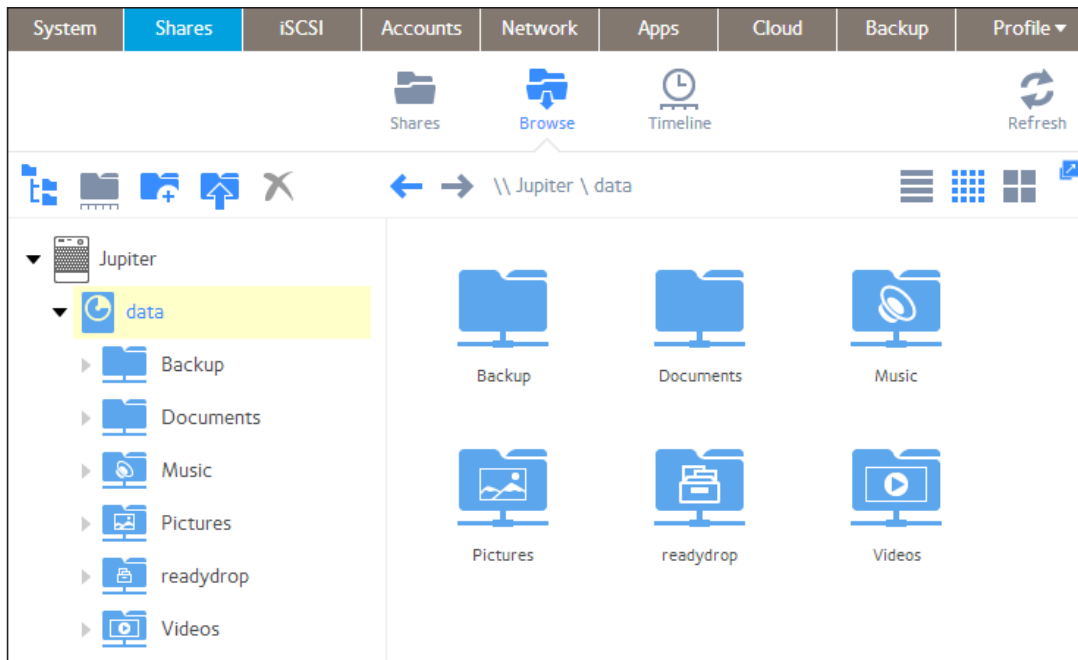 System Shares iSCSI Accounts Network Apps Cloud Backup Profile
Shares Browse Timeline Refresh
\\ Jupiter \ data
Jupiter
data
Backup
Documents
Music
Pictures
readydrop
Videos
Backup Documents Music
Pictures readydrop Videos